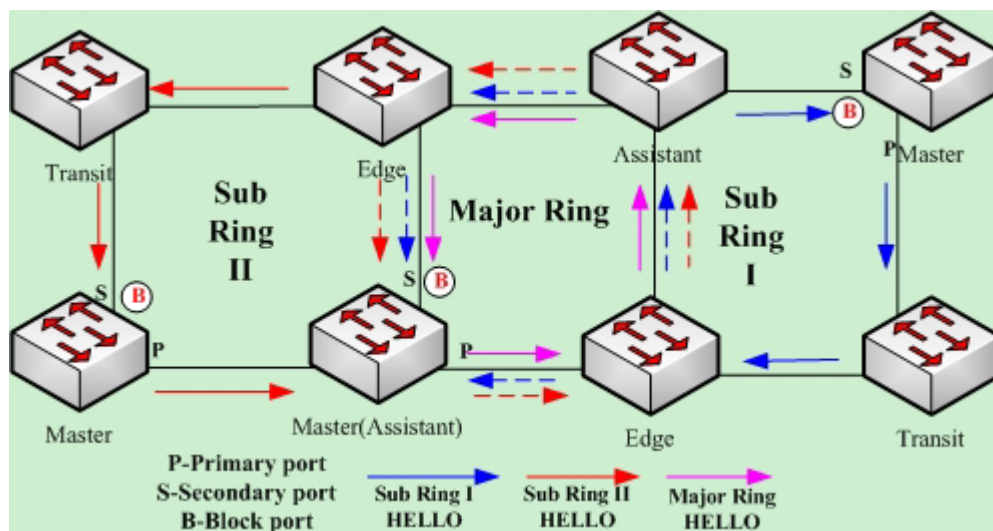 S
B
Transit
Edge
Assistant
P
Master
Sub
Ring
II
Major Ring
Sub
Ring
I
S
B
S
B
P
P
Master
Master(Assistant)
Edge
Transit
P-Primary port
S-Secondary port
B-Block port
Sub Ring I
HELLO
Sub Ring II
HELLO
Major Ring
HELLO